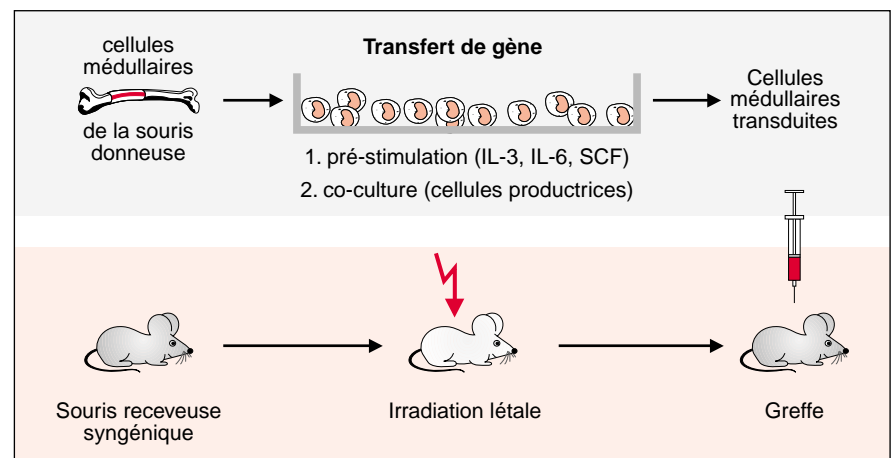 cellules
médullaires
de la souris
donneuse
Transfert de gène
1. pré-stimulation (IL-3, IL-6, SCF)
2. co-culture (cellules productrices)
Cellules
médullaires
transduites
Souris receveuse
syngénique
Irradiation létale
Greffe